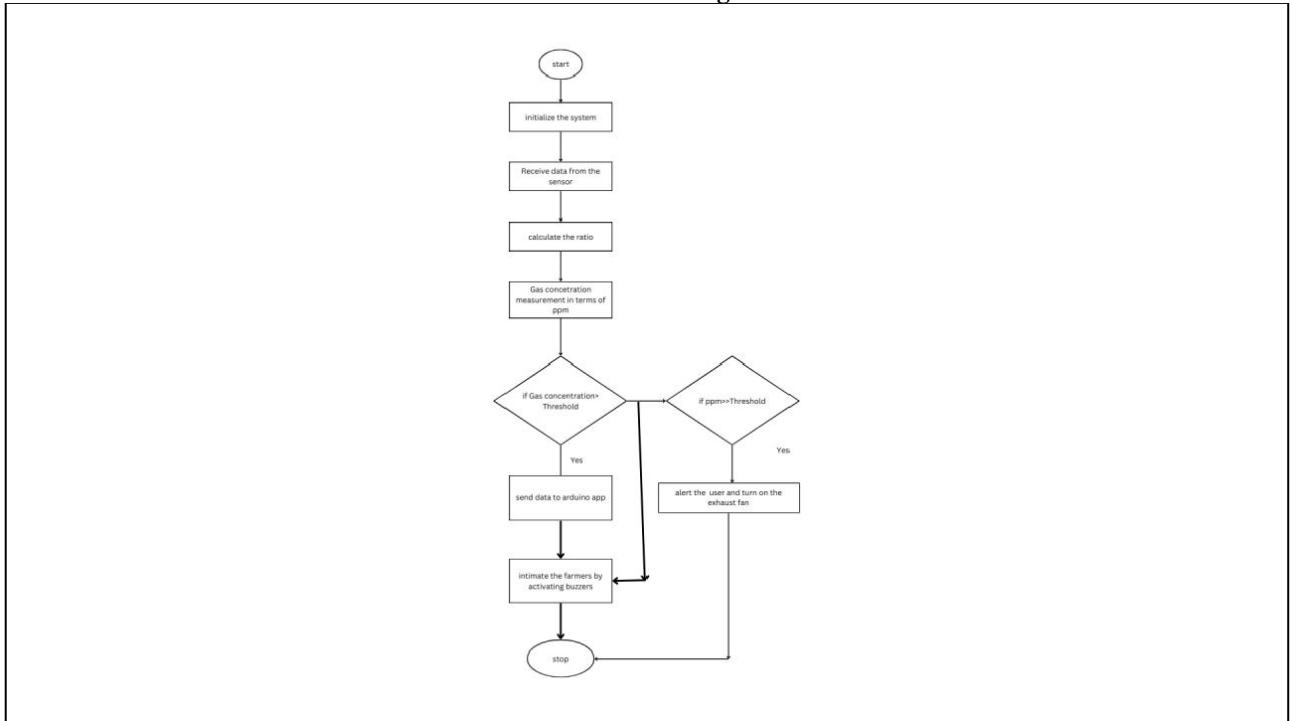 start
initialize the system
Receive data from the
sensor
calculate the ratio
Gas concetration
measurement in terms of
ppm
if Gas concentration>
Threshold
if ppm>>Threshold
Yes
Yes
send data to arduino app
alert the user and turn on the
exhaust fan
intimate the farmers by
activating buzzers
stop